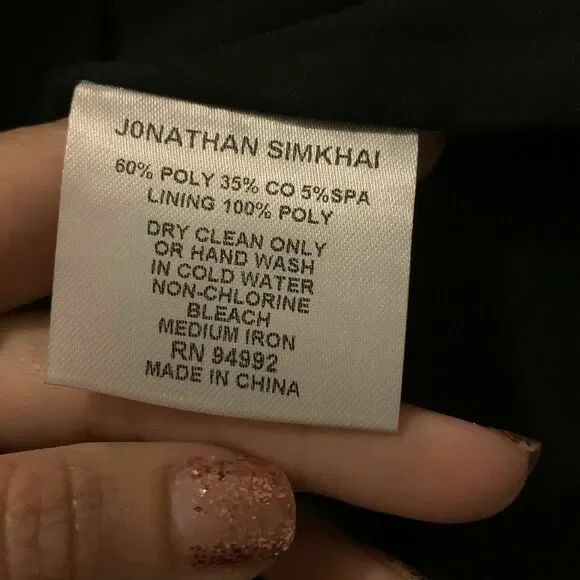 JONATHAN SIMKHAI
60% POLY 35% CO 5%SPA
LINING 100% POLY
DRY CLEAN ONLY
OR HAND WASH
IN COLD WATER
NON-CHLORINE
BLEACH
MEDIUM IRON
RN 94992
MADE IN CHINA